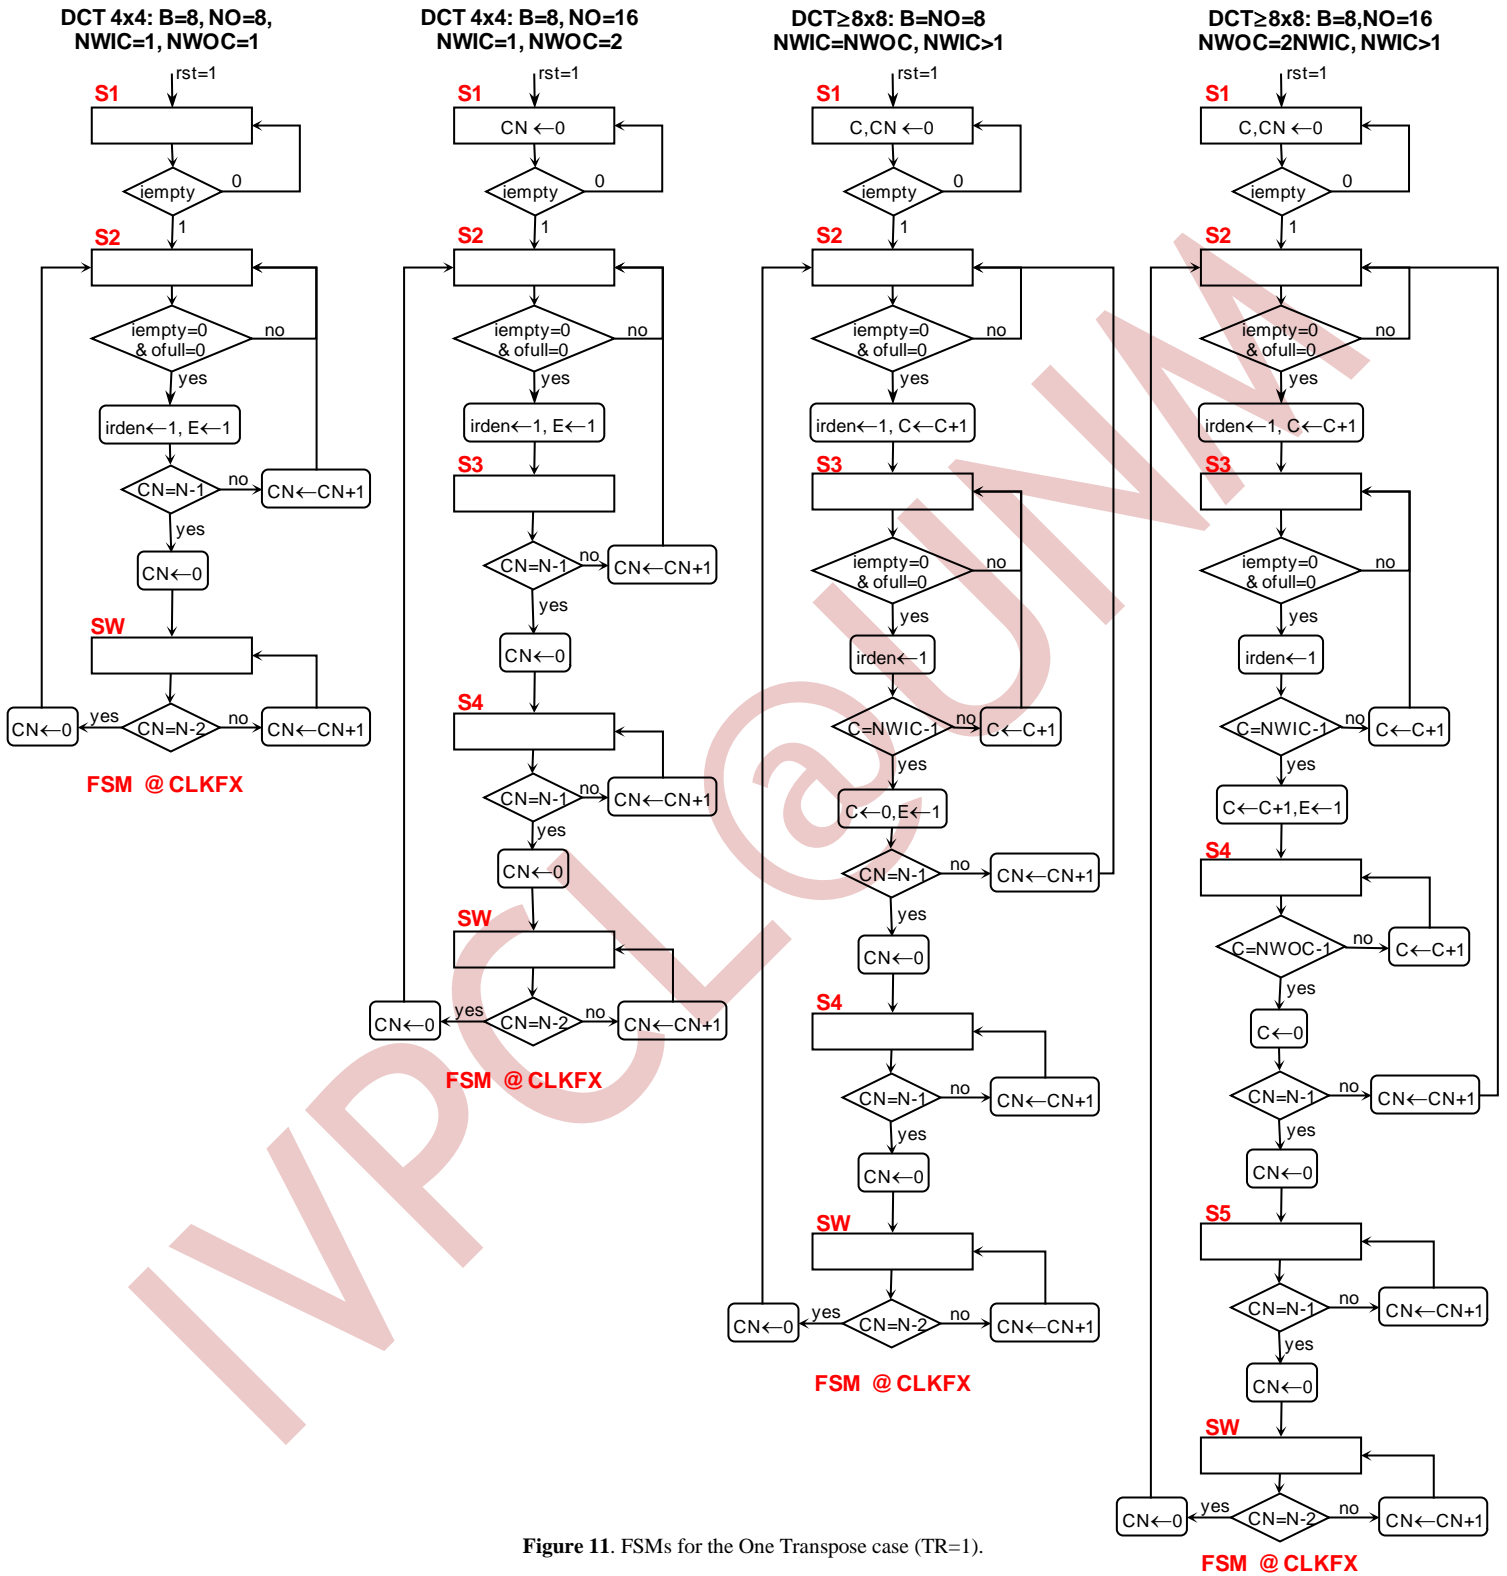 DCT 4x4: B=8, NO=8,
NWIC=1, NWOC=1
rst=1
S1
iempty
0
1
S2
iempty=0
& ofull=0
no
yes
irden←1, E←1
CN=N-1
no
CN←CN+1
yes
CN←0
SW
CN=N-2
yes
CN←0
no
CN←CN+1
FSM @ CLKFX
DCT 4x4: B=8, NO=16
NWIC=1, NWOC=2
rst=1
S1
CN ←0
iempty
0
1
S2
iempty=0
& ofull=0
no
yes
irden←1, E←1
S3
CN=N-1
no
CN←CN+1
yes
CN←0
S4
CN=N-1
no
CN←CN+1
yes
CN←0
SW
CN=N-2
yes
CN←0
no
CN←CN+1
FSM @ CLKFX
DCT≥8x8: B=NO=8
NWIC=NWOC, NWIC>1
rst=1
S1
C,CN ←0
iempty
0
1
S2
iempty=0
& ofull=0
no
yes
irden←1, C←C+1
S3
iempty=0
& ofull=0
no
yes
irden←1
C=NWIC-1
no
C←C+1
yes
C←0,E←1
CN=N-1
no
CN←CN+1
yes
CN←0
S4
CN=N-1
no
CN←CN+1
yes
CN←0
SW
CN=N-2
yes
CN←0
no
CN←CN+1
FSM @ CLKFX
DCT≥8x8: B=8,NO=16
NWOC=2NWIC, NWIC>1
rst=1
S1
C,CN ←0
iempty
0
1
S2
iempty=0
& ofull=0
no
yes
irden←1, C←C+1
S3
iempty=0
& ofull=0
no
yes
irden←1
C=NWIC-1
no
C←C+1
yes
C←C+1,E←1
S4
C=NWOC-1
no
C←C+1
yes
C←0
CN=N-1
no
CN←CN+1
yes
CN←0
S5
CN=N-1
no
CN←CN+1
yes
CN←0
SW
CN=N-2
yes
CN←0
no
CN←CN+1
FSM @ CLKFX
IVPCL@UNM
Figure 11. FSMs for the One Transpose case (TR=1).